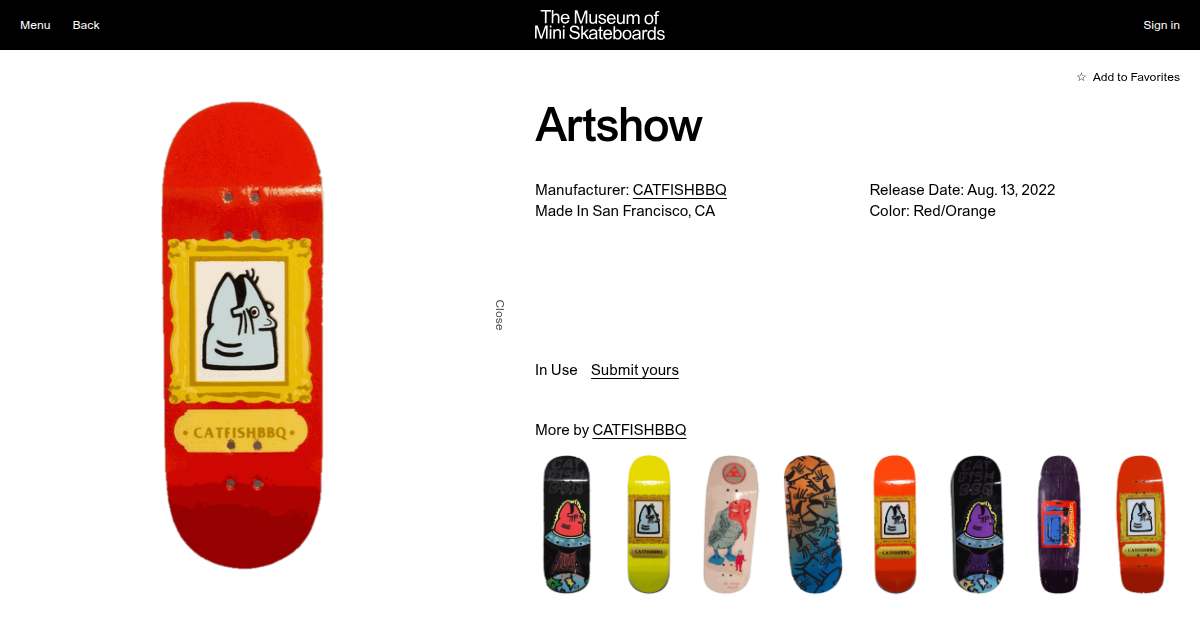 Menu
Back
The Museum of
Mini Skateboards
Sign in
☆ Add to Favorites
Artshow
Manufacturer: CATFISHBBQ
Made In San Francisco, CA
Release Date: Aug. 13, 2022
Color: Red/Orange
Close
CATFISHBBQ
In Use
Submit yours
More by CATFISHBBQ